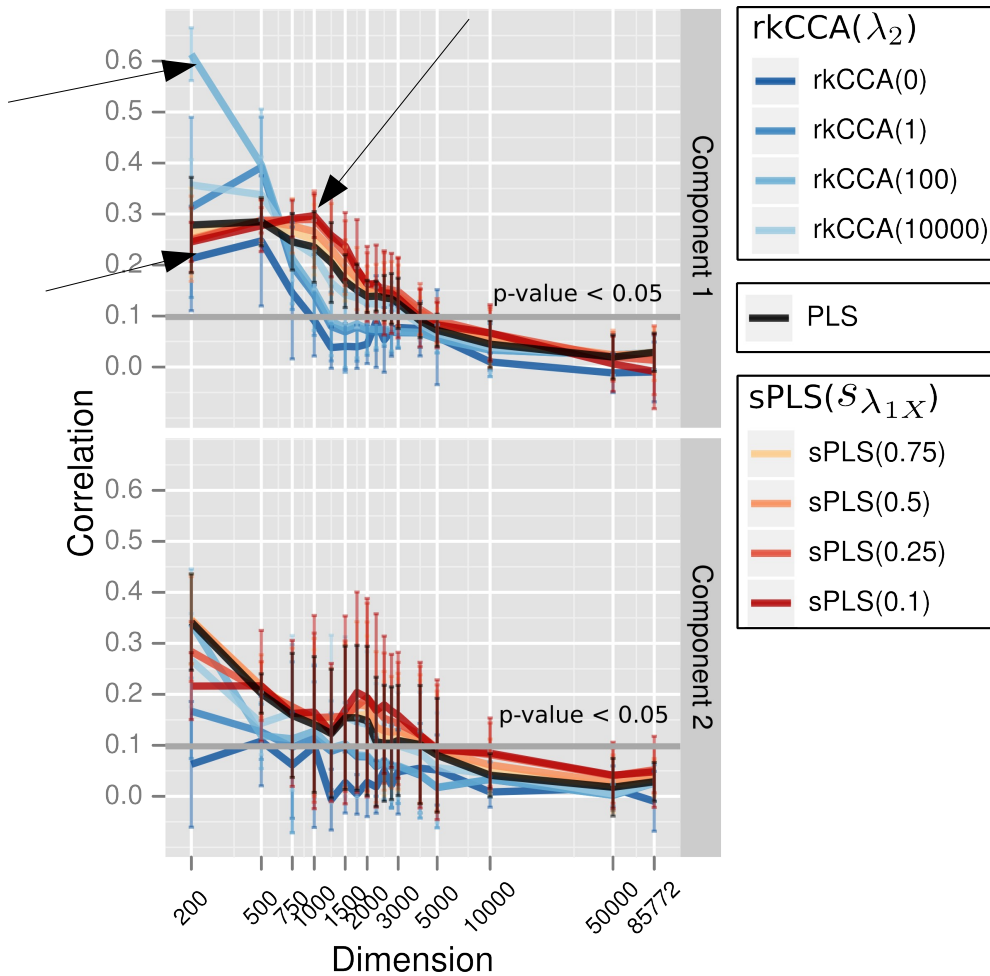 0.6
0.5
0.4
0.3
0.2
0.1
0.0
p-value < 0.05
Component 1
Correlation
0.6
0.5
0.4
0.3
0.2
0.1
0.0
p-value < 0.05
Component 2
200
500
750
1000
1500
2000
3000
5000
10000
50000
85772
Dimension
rkCCA(λ₂)
rkCCA(0)
rkCCA(1)
rkCCA(100)
rkCCA(10000)
PLS
sPLS(s_λ₁X)
sPLS(0.75)
sPLS(0.5)
sPLS(0.25)
sPLS(0.1)